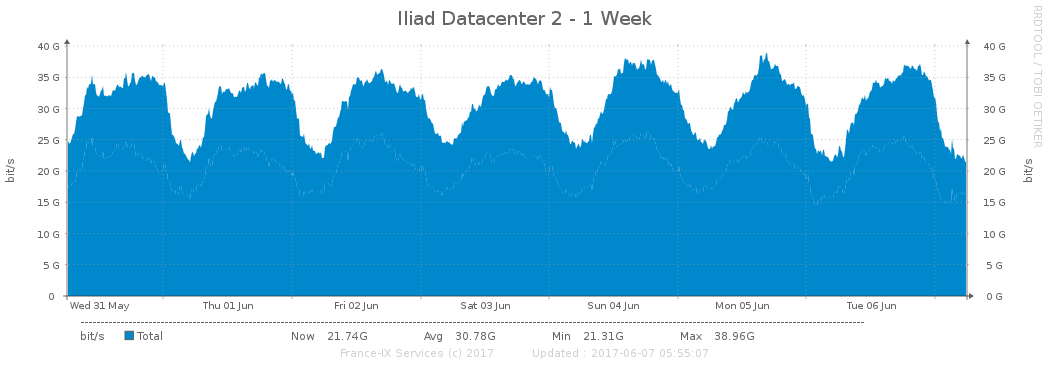 Iliad Datacenter 2 - 1 Week
RRDTOOL / TOBI OETIKER
40 G 40 G
35 G 35 G
30 G 30 G
25 G 25 G
20 G 20 G
15 G 15 G
10 G 10 G
5 G 5 G
0 0 G
bit/s bit/s
Wed 31 May Thu 01 Jun Fri 02 Jun Sat 03 Jun Sun 04 Jun Mon 05 Jun Tue 06 Jun
bit/s Total Now 21.74G Avg 30.78G Min 21.31G Max 38.96G
France-IX Services (c) 2017 Updated : 2017-06-07 05:55:07